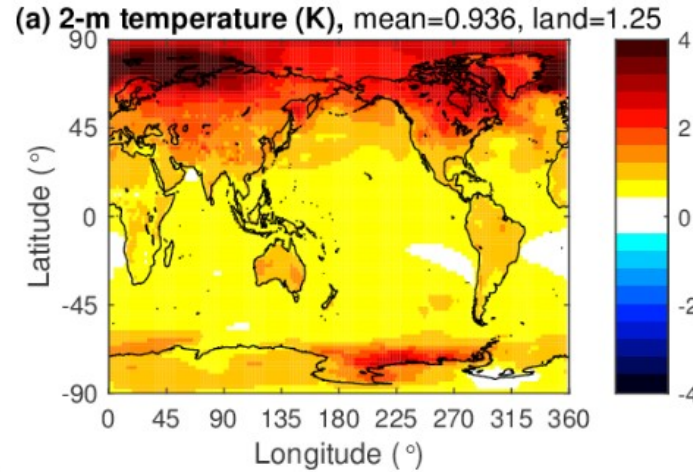 (a) 2-m temperature (K), mean=0.936, land=1.25
90
45
0
-45
-90
Latitude (°)
0 45 90 135 180 225 270 315 360
Longitude (°)
4
2
0
-2
-4